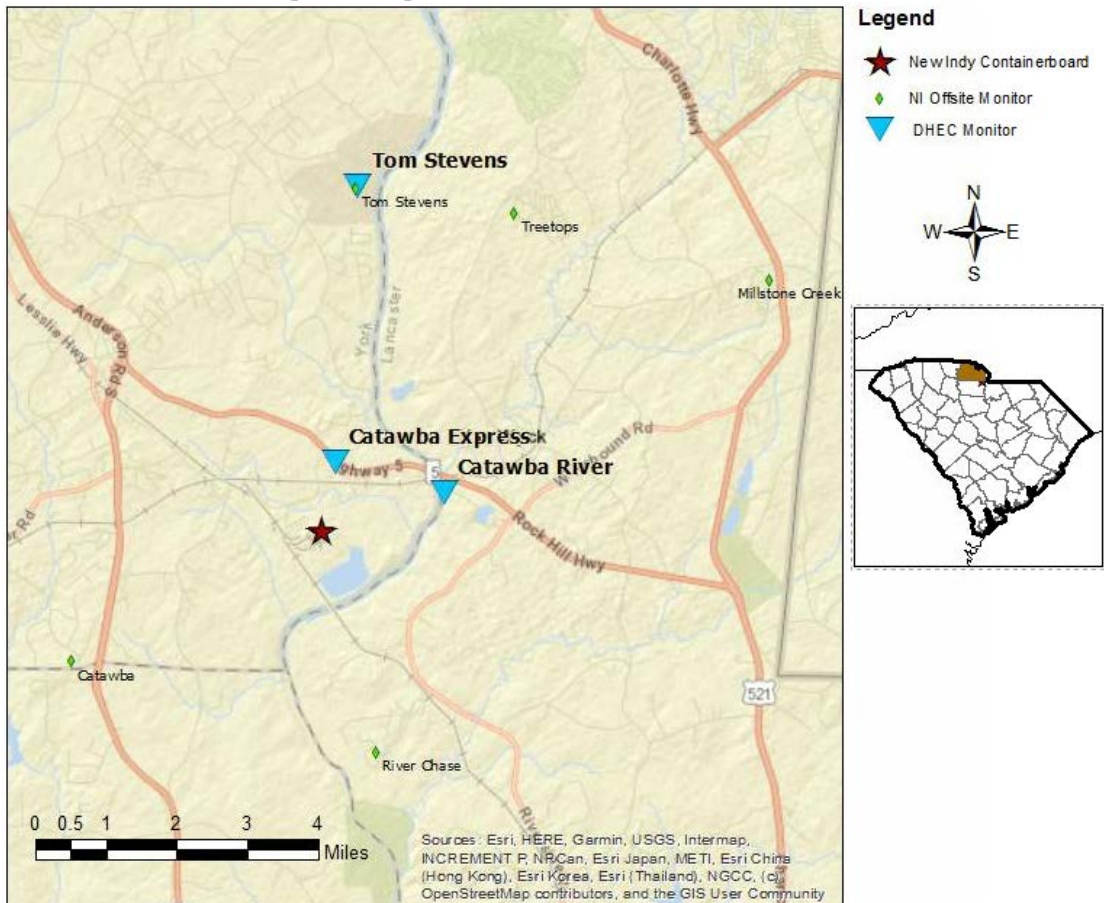 Legend
New Indy Containerboard
NI Offsite Monitor
DHEC Monitor
N
W E
S
Charlotte Hwy
Tom Stevens
Tom Stevens
Treetops
Millstone Creek
York
Lancaster
Lesslie Hwy
Anderson Rd S
Catawba Express
Highway 5
5
Catawba River
Rock Hill Hwy
Catawba
521
River Chase
0 0.5 1 2 3 4
Miles
Sources: Esri, HERE, Garmin, USGS, Intermap,
INCREMENT P, NRCan, Esri Japan, METI, Esri China
(Hong Kong), Esri Korea, Esri (Thailand), NGCC, (c)
OpenStreetMap contributors, and the GIS User Community